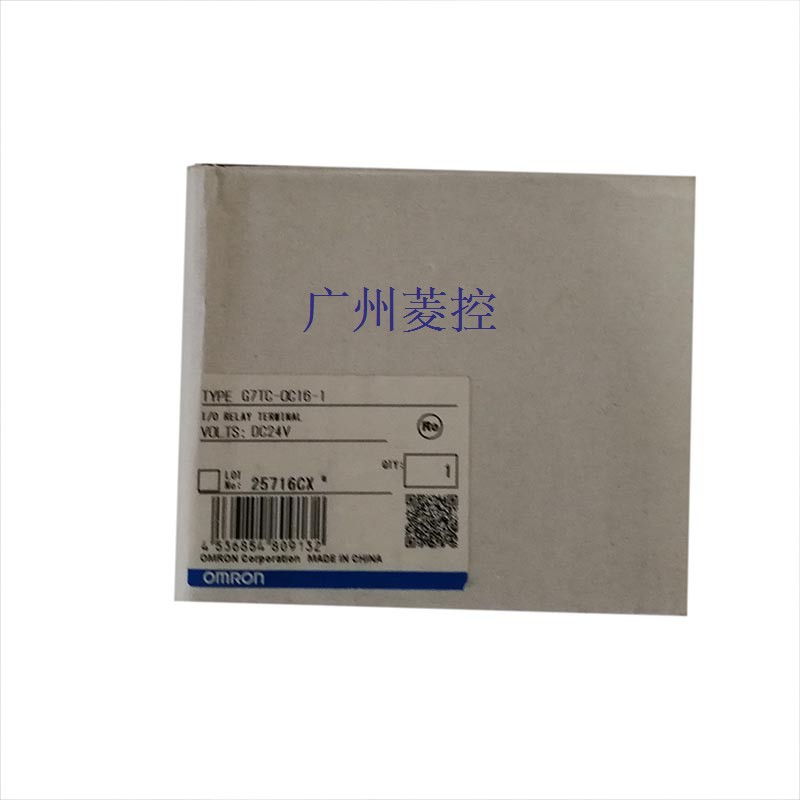 广州菱控
TYPE G7TC-OC16-1
I/O RELAY TERMINAL
VOLTS: DC24V
Ro
QTY: 1
LOT No: 25716CX *
4 536854 809132
OMRON Corporation MADE IN CHINA
OMRON